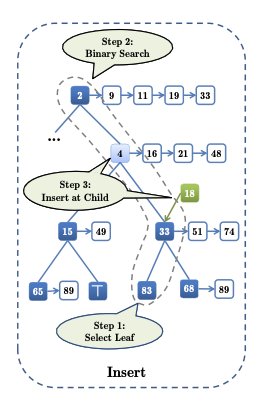 Step 2:
Binary Search
2 9 11 19 33
...
4 16 21 48
18
Step 3:
Insert at Child
15 49 33 51 74
65 89 ⊤ 83 68 89
Step 1:
Select Leaf
Insert